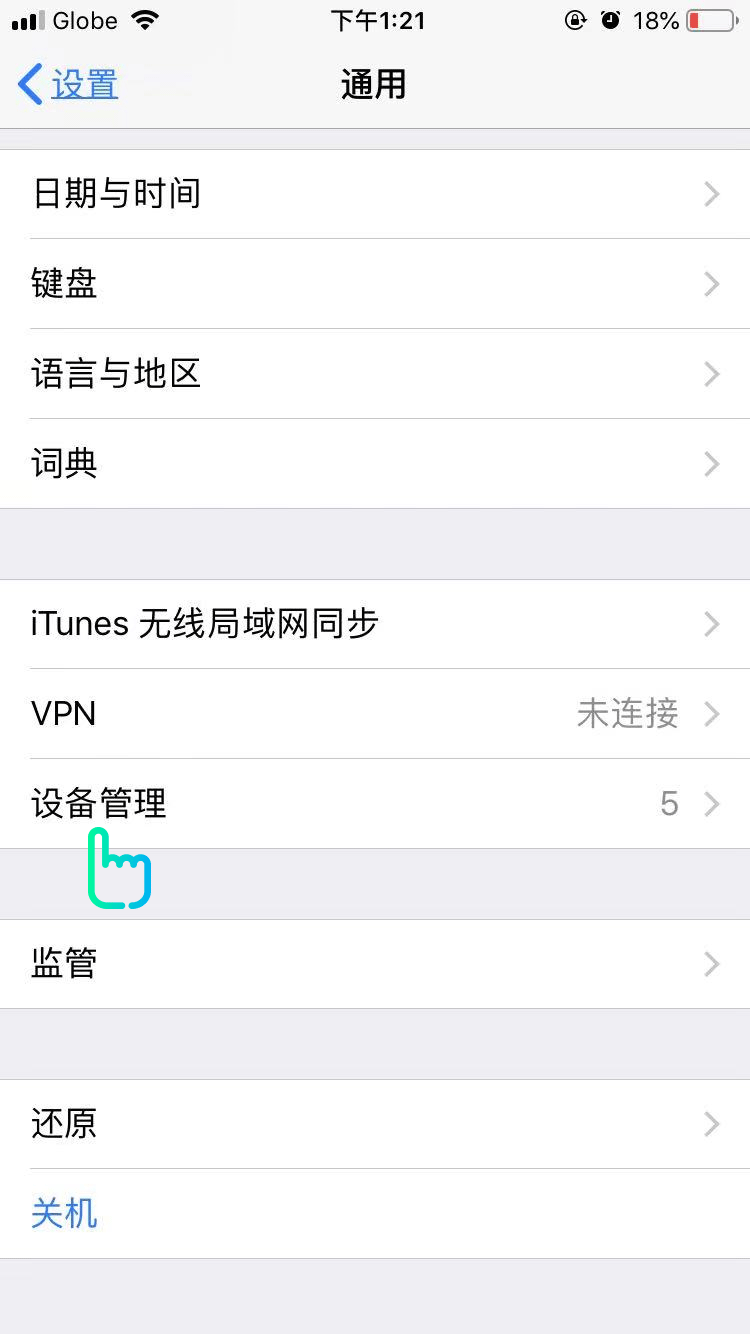 Globe 下午1:21 18%
设置 通用
日期与时间
键盘
语言与地区
词典
iTunes 无线局域网同步
VPN 未连接
设备管理 5
监管
还原
关机